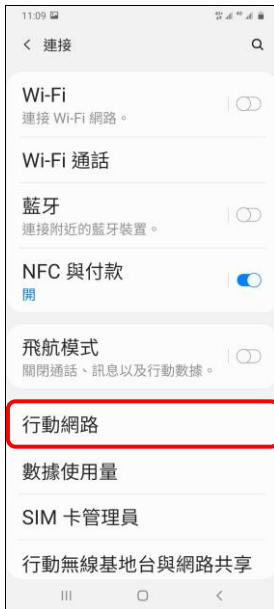 11:09
連接
Wi-Fi
連接 Wi-Fi 網路。
Wi-Fi 通話
藍牙
連接附近的藍牙裝置。
NFC 與付款
開
飛航模式
關閉通話、訊息以及行動數據。
行動網路
數據使用量
SIM 卡管理員
行動無線基地台與網路共享